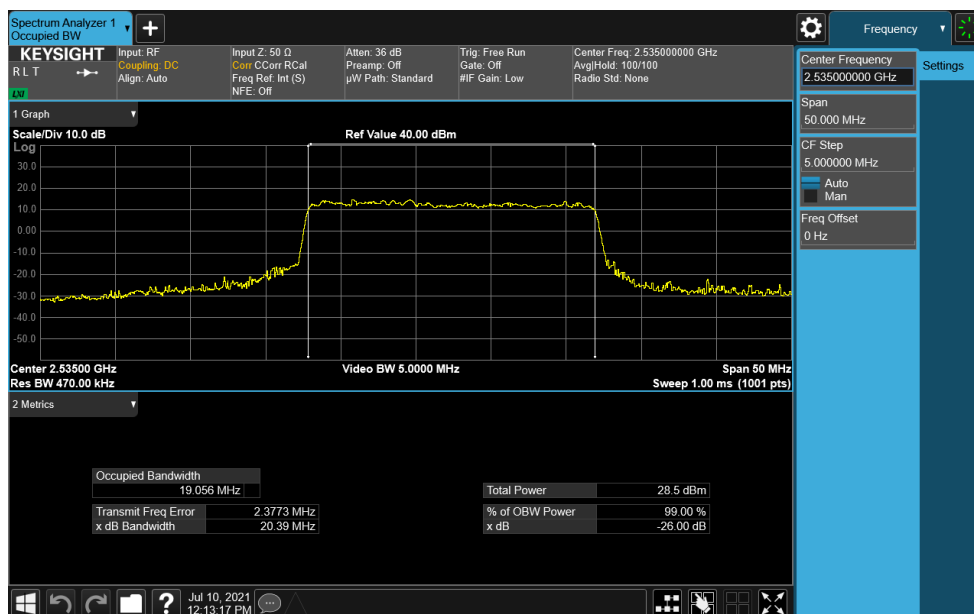 Spectrum Analyzer 1
Occupied BW
Frequency
KEYSIGHT
R L T
LNI
Input: RF
Coupling: DC
Align: Auto
Input Z: 50 Ω
Corr CCorr RCal
Freq Ref: Int (S)
NFE: Off
Atten: 36 dB
Preamp: Off
µW Path: Standard
Trig: Free Run
Gate: Off
#IF Gain: Low
Center Freq: 2.535000000 GHz
Avg|Hold: 100/100
Radio Std: None
Center Frequency
2.535000000 GHz
Settings
Span
50.000 MHz
CF Step
5.000000 MHz
Auto
Man
Freq Offset
0 Hz
1 Graph
Scale/Div 10.0 dB
Ref Value 40.00 dBm
Log
30.0
20.0
10.0
0.00
-10.0
-20.0
-30.0
-40.0
-50.0
Center 2.53500 GHz
Video BW 5.0000 MHz
Span 50 MHz
Res BW 470.00 kHz
Sweep 1.00 ms (1001 pts)
2 Metrics
Occupied Bandwidth
19.056 MHz
Total Power 28.5 dBm
Transmit Freq Error 2.3773 MHz
% of OBW Power 99.00 %
x dB Bandwidth 20.39 MHz
x dB -26.00 dB
Jul 10, 2021
12:13:17 PM